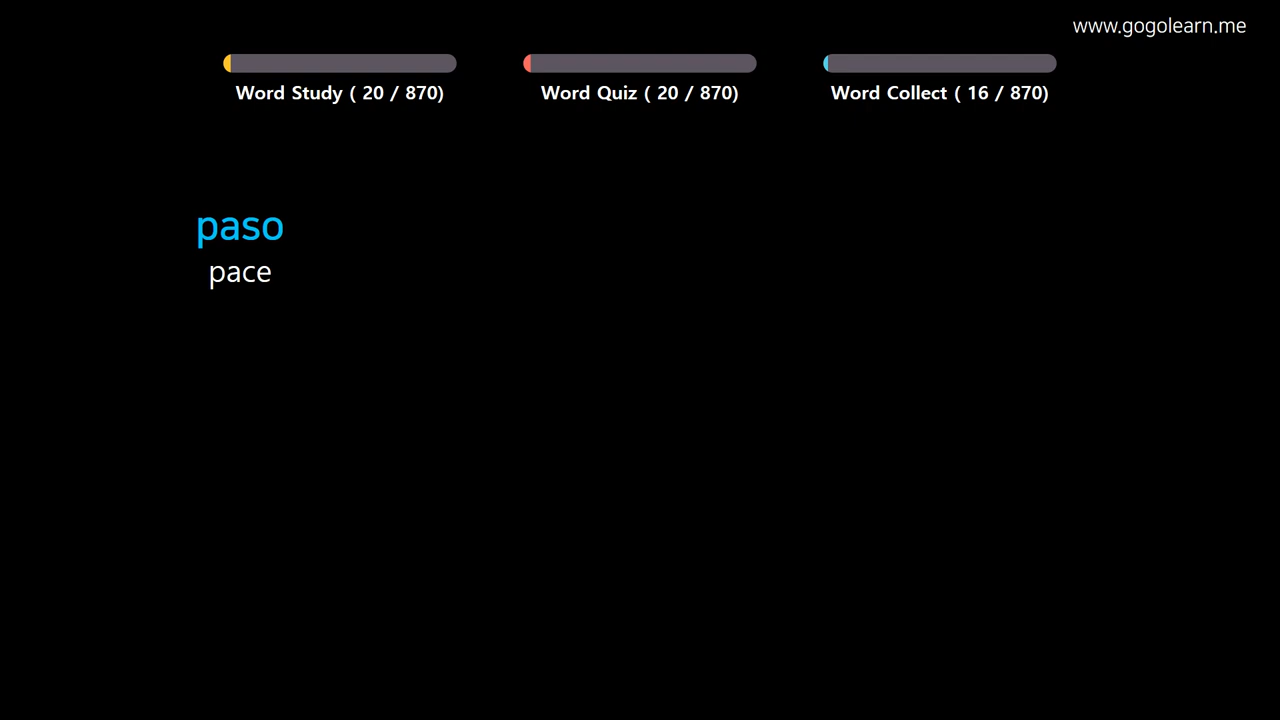 www.gogolearn.me
Word Study ( 20 / 870)
Word Quiz ( 20 / 870)
Word Collect ( 16 / 870)
paso
pace